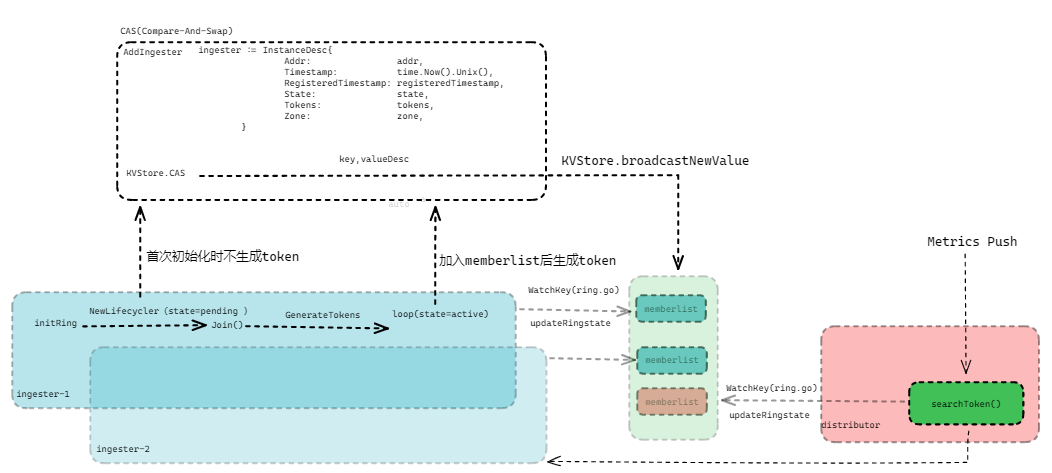 CAS(Compare-And-Swap)
AddIngester
ingester := InstanceDesc{
Addr: addr,
Timestamp: time.Now().Unix(),
RegisteredTimestamp: registeredTimestamp,
State: state,
Tokens: tokens,
Zone: zone,
}
key,valueDesc
KVStore.CAS
KVStore.broadcastNewValue
auto
首次初始化时不生成token
加入memberlist后生成token
Metrics Push
NewLifecycler (state=pending )
initRing
Join()
GenerateTokens
loop(state=active)
ingester-1
ingester-2
WatchKey(ring.go)
updateRingstate
memberlist
memberlist
memberlist
WatchKey(ring.go)
updateRingstate
searchToken()
distributor